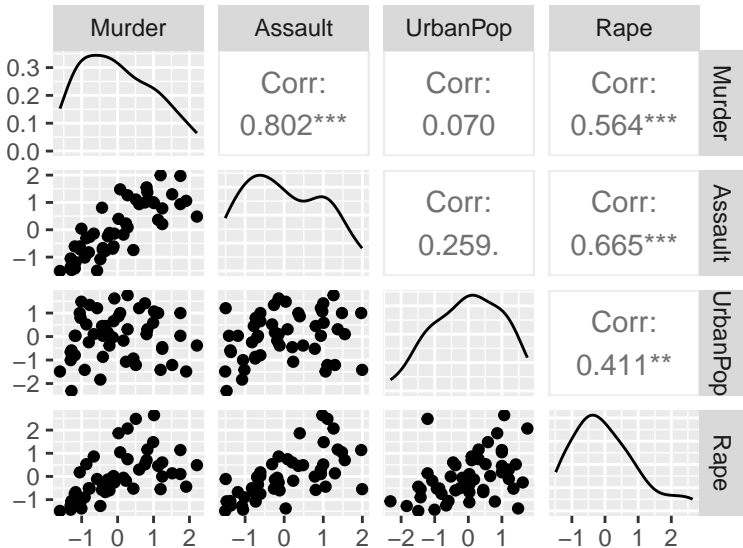 Murder Assault UrbanPop Rape
0.3
0.2
0.1
0.0
Corr:
0.802***
Corr:
0.070
Corr:
0.564***
Murder
2
1
0
−1
Corr:
0.259.
Corr:
0.665***
Assault
1
0
−1
−2
Corr:
0.411**
UrbanPop
2
1
0
−1
Rape
−1 0 1 2 −1 0 1 2 −2 −1 0 1 −1 0 1 2